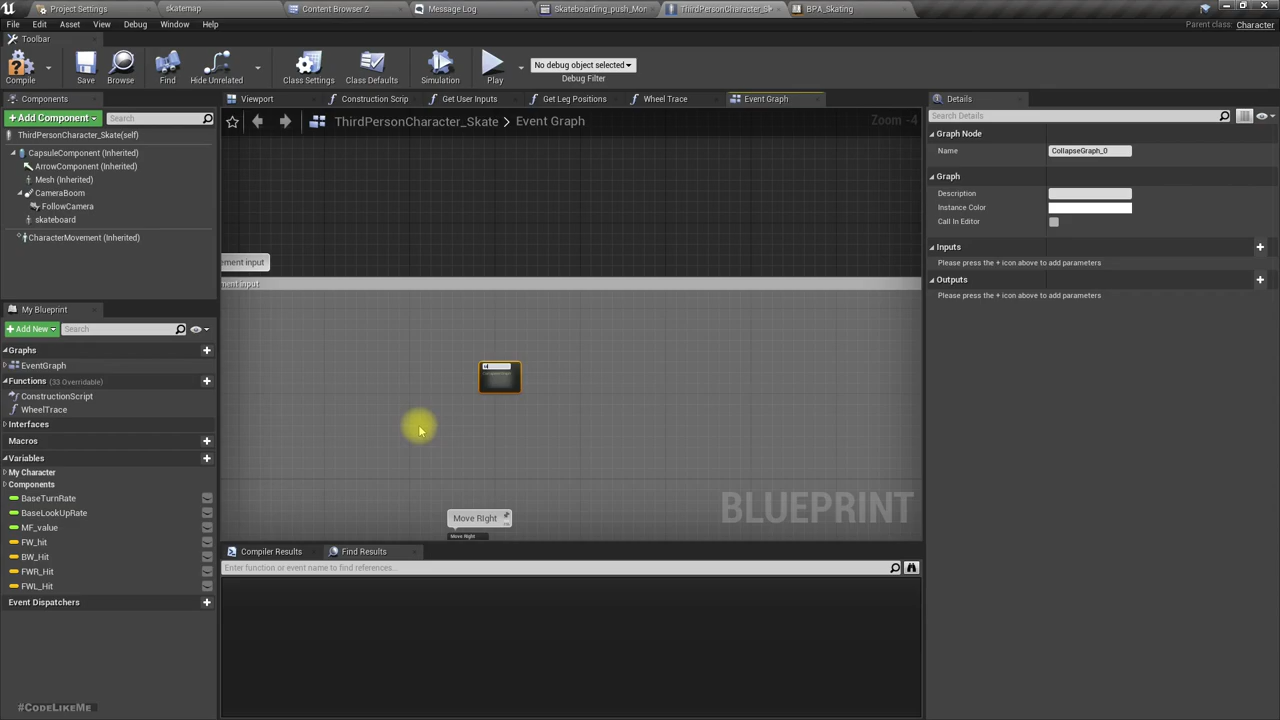 Project Settings
skatemap
Content Browser 2
Message Log
Skateboarding_push_Mon
ThirdPersonCharacter_Sk
BPA_Skating
File Edit Asset View Debug Window Help
Parent class: Character
Toolbar
Compile
Save
Browse
Find
Hide Unrelated
Class Settings
Class Defaults
Simulation
Play
No debug object selected
Debug Filter
Components
+Add Component
Search
ThirdPersonCharacter_Skate(self)
CapsuleComponent (Inherited)
ArrowComponent (Inherited)
Mesh (Inherited)
CameraBoom
FollowCamera
skateboard
CharacterMovement (Inherited)
My Blueprint
+Add New
Search
Graphs
EventGraph
Functions (33 Overridable)
ConstructionScript
WheelTrace
Interfaces
Macros
Variables
My Character
Components
BaseTurnRate
BaseLookUpRate
MF_value
FW_hit
BW_Hit
FWR_Hit
FWL_Hit
Event Dispatchers
#CodeLikeMe
Viewport
Construction Scrip
Get User Inputs
Get Leg Positions
Wheel Trace
Event Graph
ThirdPersonCharacter_Skate > Event Graph
Zoom -4
ement input
ment input
Move Right
Move Right
BLUEPRINT
Compiler Results
Find Results
Enter function or event name to find references...
Details
Search Details
Graph Node
Name
CollapseGraph_0
Graph
Description
Instance Color
Call In Editor
Inputs
Please press the + icon above to add parameters
Outputs
Please press the + icon above to add parameters